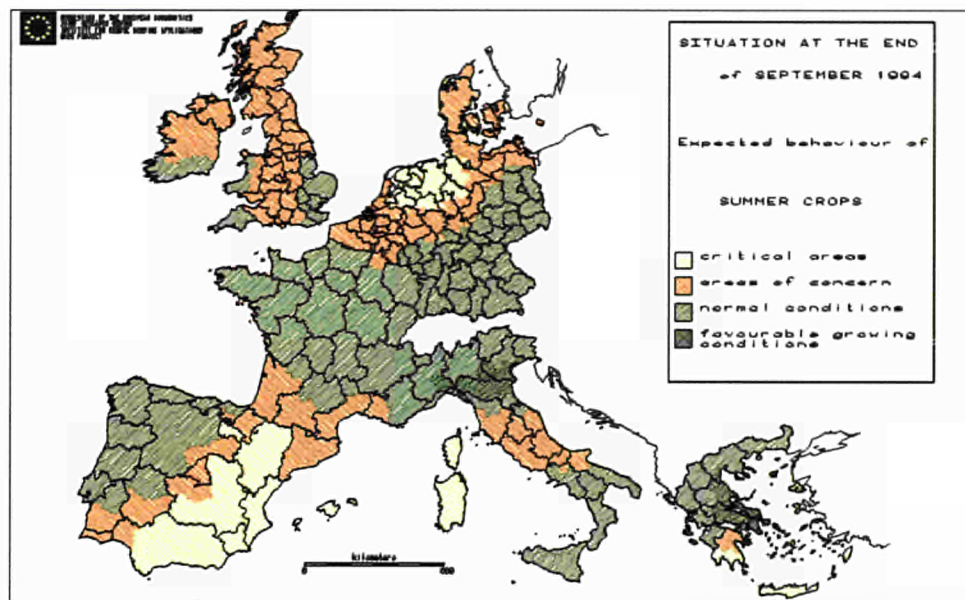 SITUATION AT THE END
of SEPTEMBER 1994
Expected behaviour of
SUMMER CROPS
critical areas
areas of concern
normal conditions
favourable growing
conditions
kilometers
0 600